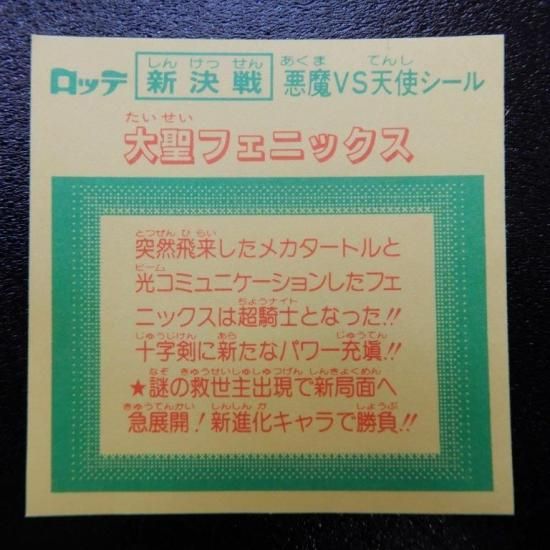 しんけっせん あくま てんし
ロッテ 新決戦 悪魔VS天使シール
たいせい
大聖フェニックス
とつぜんひらい
突然飛来したメカタートルと
ビーム
光コミュニケーションしたフェ
ちょうナイト
ニックスは超騎士となった!!
じゅうじけん あら じゅうてん
十字剣に新たなパワー充塡!!
なぞ きゅうせいしゅしゅつげん しんきょくめん
★謎の救世主出現で新局面へ
きゅうてんかい しんしんか しょうぶ
急展開!新進化キャラで勝負!!